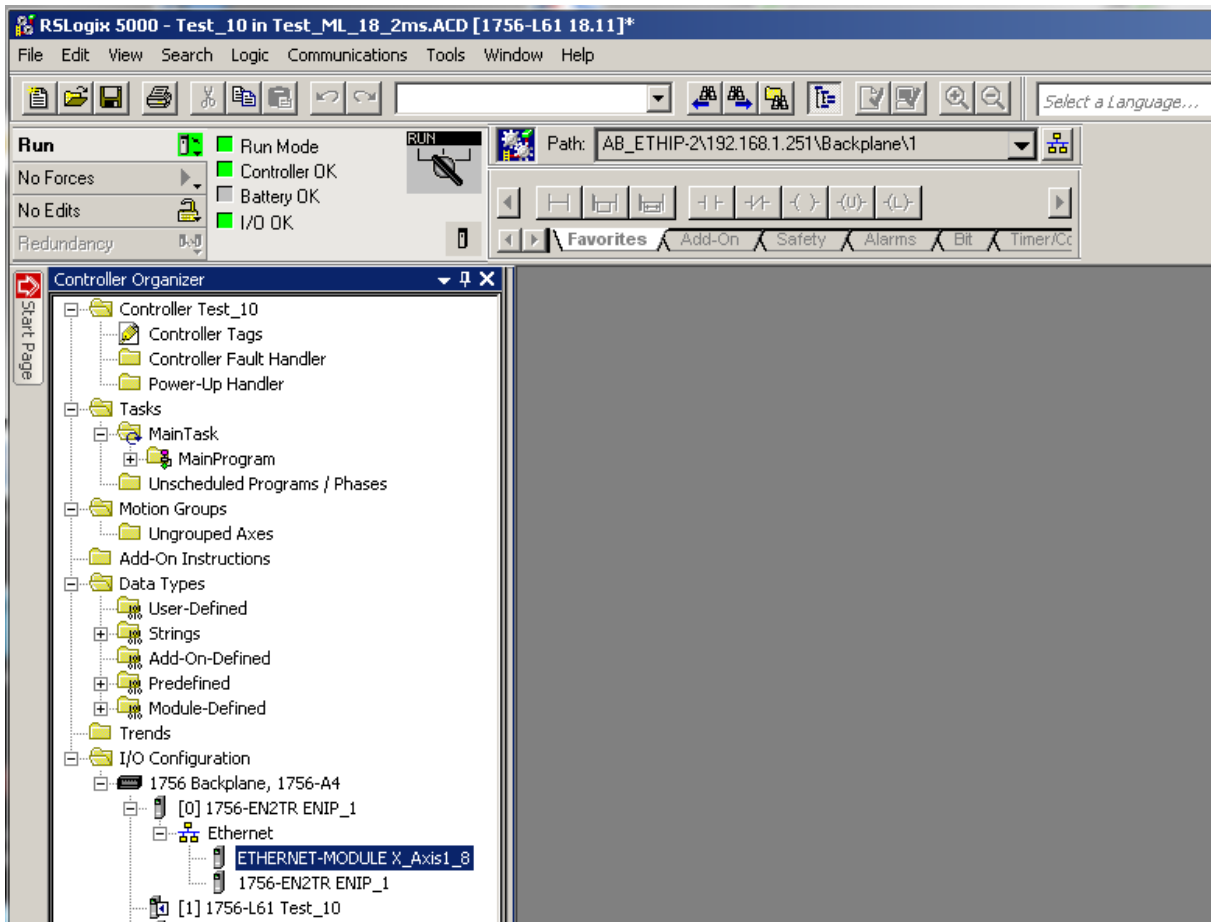 RSLogix 5000 - Test_10 in Test_ML_18_2ms.ACD [1756-L61 18.11]*
File Edit View Search Logic Communications Tools Window Help
Select a Language...
Run
Run Mode
RUN
Path: AB_ETHIP-2\192.168.1.251\Backplane\1
No Forces
Controller OK
No Edits
Battery OK
Redundancy
I/O OK
Favorites Add-On Safety Alarms Bit Timer/Cc
Start Page
Controller Organizer
Controller Test_10
Controller Tags
Controller Fault Handler
Power-Up Handler
Tasks
MainTask
MainProgram
Unscheduled Programs / Phases
Motion Groups
Ungrouped Axes
Add-On Instructions
Data Types
User-Defined
Strings
Add-On-Defined
Predefined
Module-Defined
Trends
I/O Configuration
1756 Backplane, 1756-A4
[0] 1756-EN2TR ENIP_1
Ethernet
ETHERNET-MODULE X_Axis1_8
1756-EN2TR ENIP_1
[1] 1756-L61 Test_10